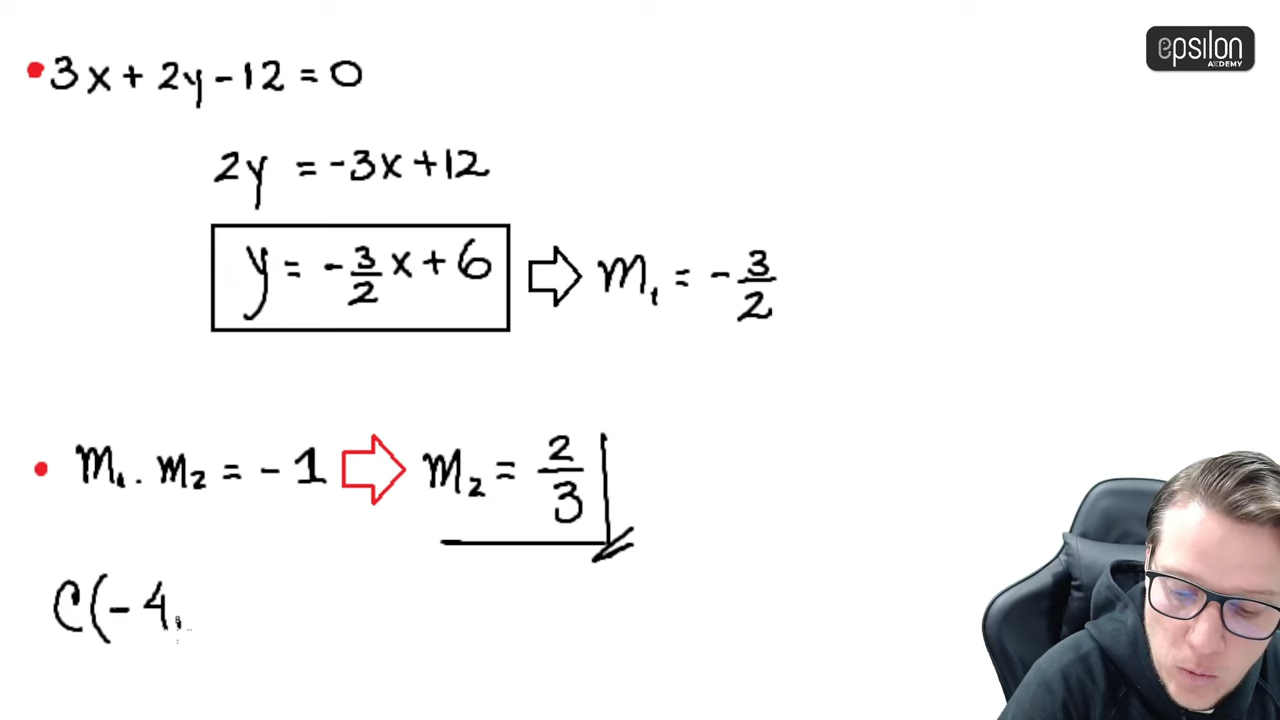 epsilon
AKDEMY
• 3x + 2y - 12 = 0
2y = -3x + 12
y = -3/2 x + 6 ⇨ m₁ = -3/2
• m₁ . m₂ = -1 ⇨ m₂ = 2/3
C(-4,